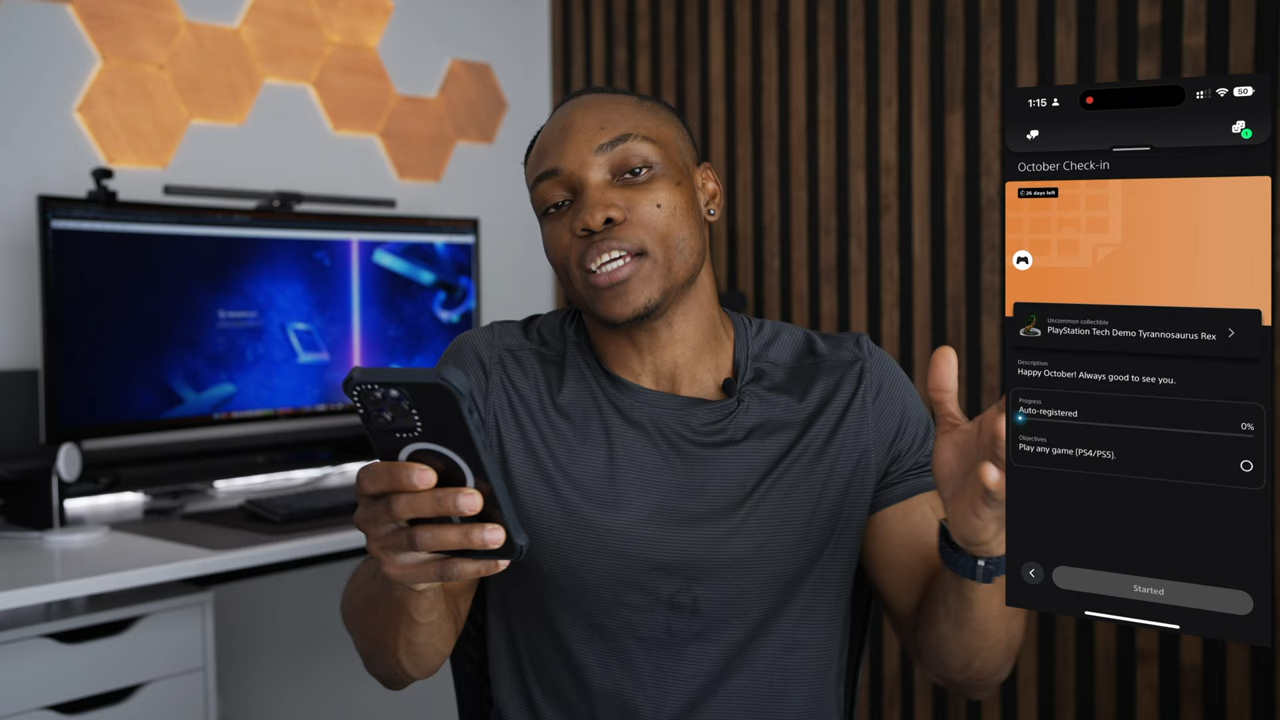 1:15
50
1
October Check-in
26 days left
Uncommon collectible
PlayStation Tech Demo Tyrannosaurus Rex
Description
Happy October! Always good to see you.
Progress
Auto-registered
0%
Objectives
Play any game (PS4/PS5).
Started